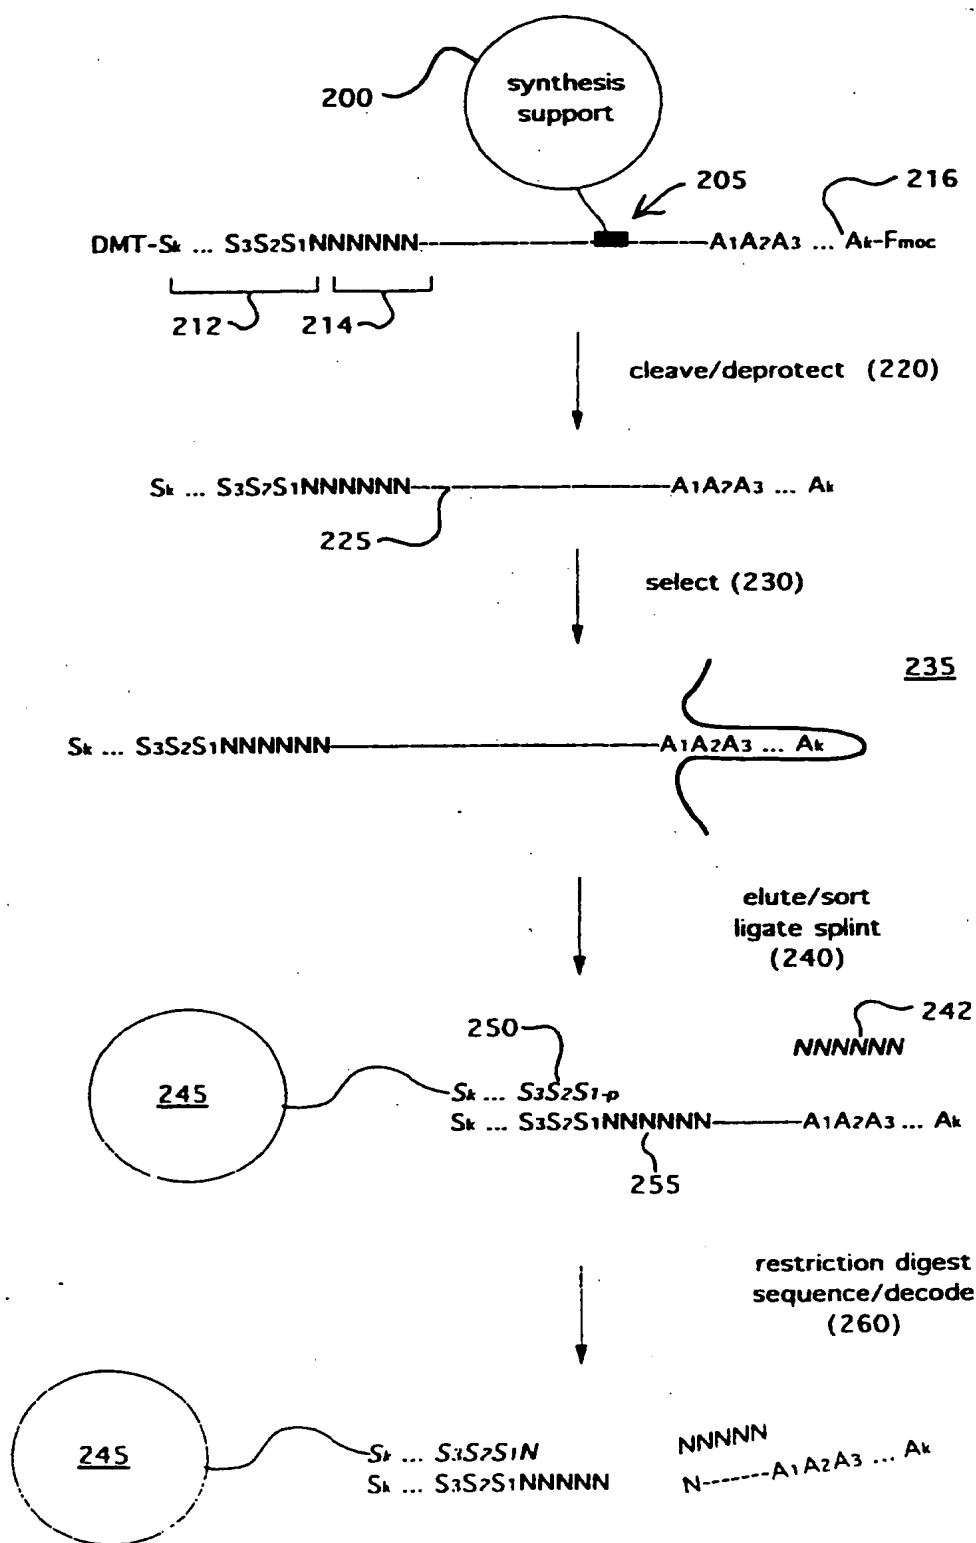 synthesis
support
200
205
216
DMT-Sk ... S3S2S1NNNNNN A1A2A3 ... Ak-Fmoc
212
214
cleave/deprotect (220)
Sk ... S3S2S1NNNNNN A1A2A3 ... Ak
225
select (230)
235
Sk ... S3S2S1NNNNNN A1A2A3 ... Ak
elute/sort
ligate splint
(240)
242
NNNNNN
250
245
Sk ... S3S2S1-p
Sk ... S3S2S1NNNNNN A1A2A3 ... Ak
255
restriction digest
sequence/decode
(260)
245
Sk ... S3S2S1N
Sk ... S3S2S1NNNNN
NNNNN
N-------A1A2A3 ... Ak